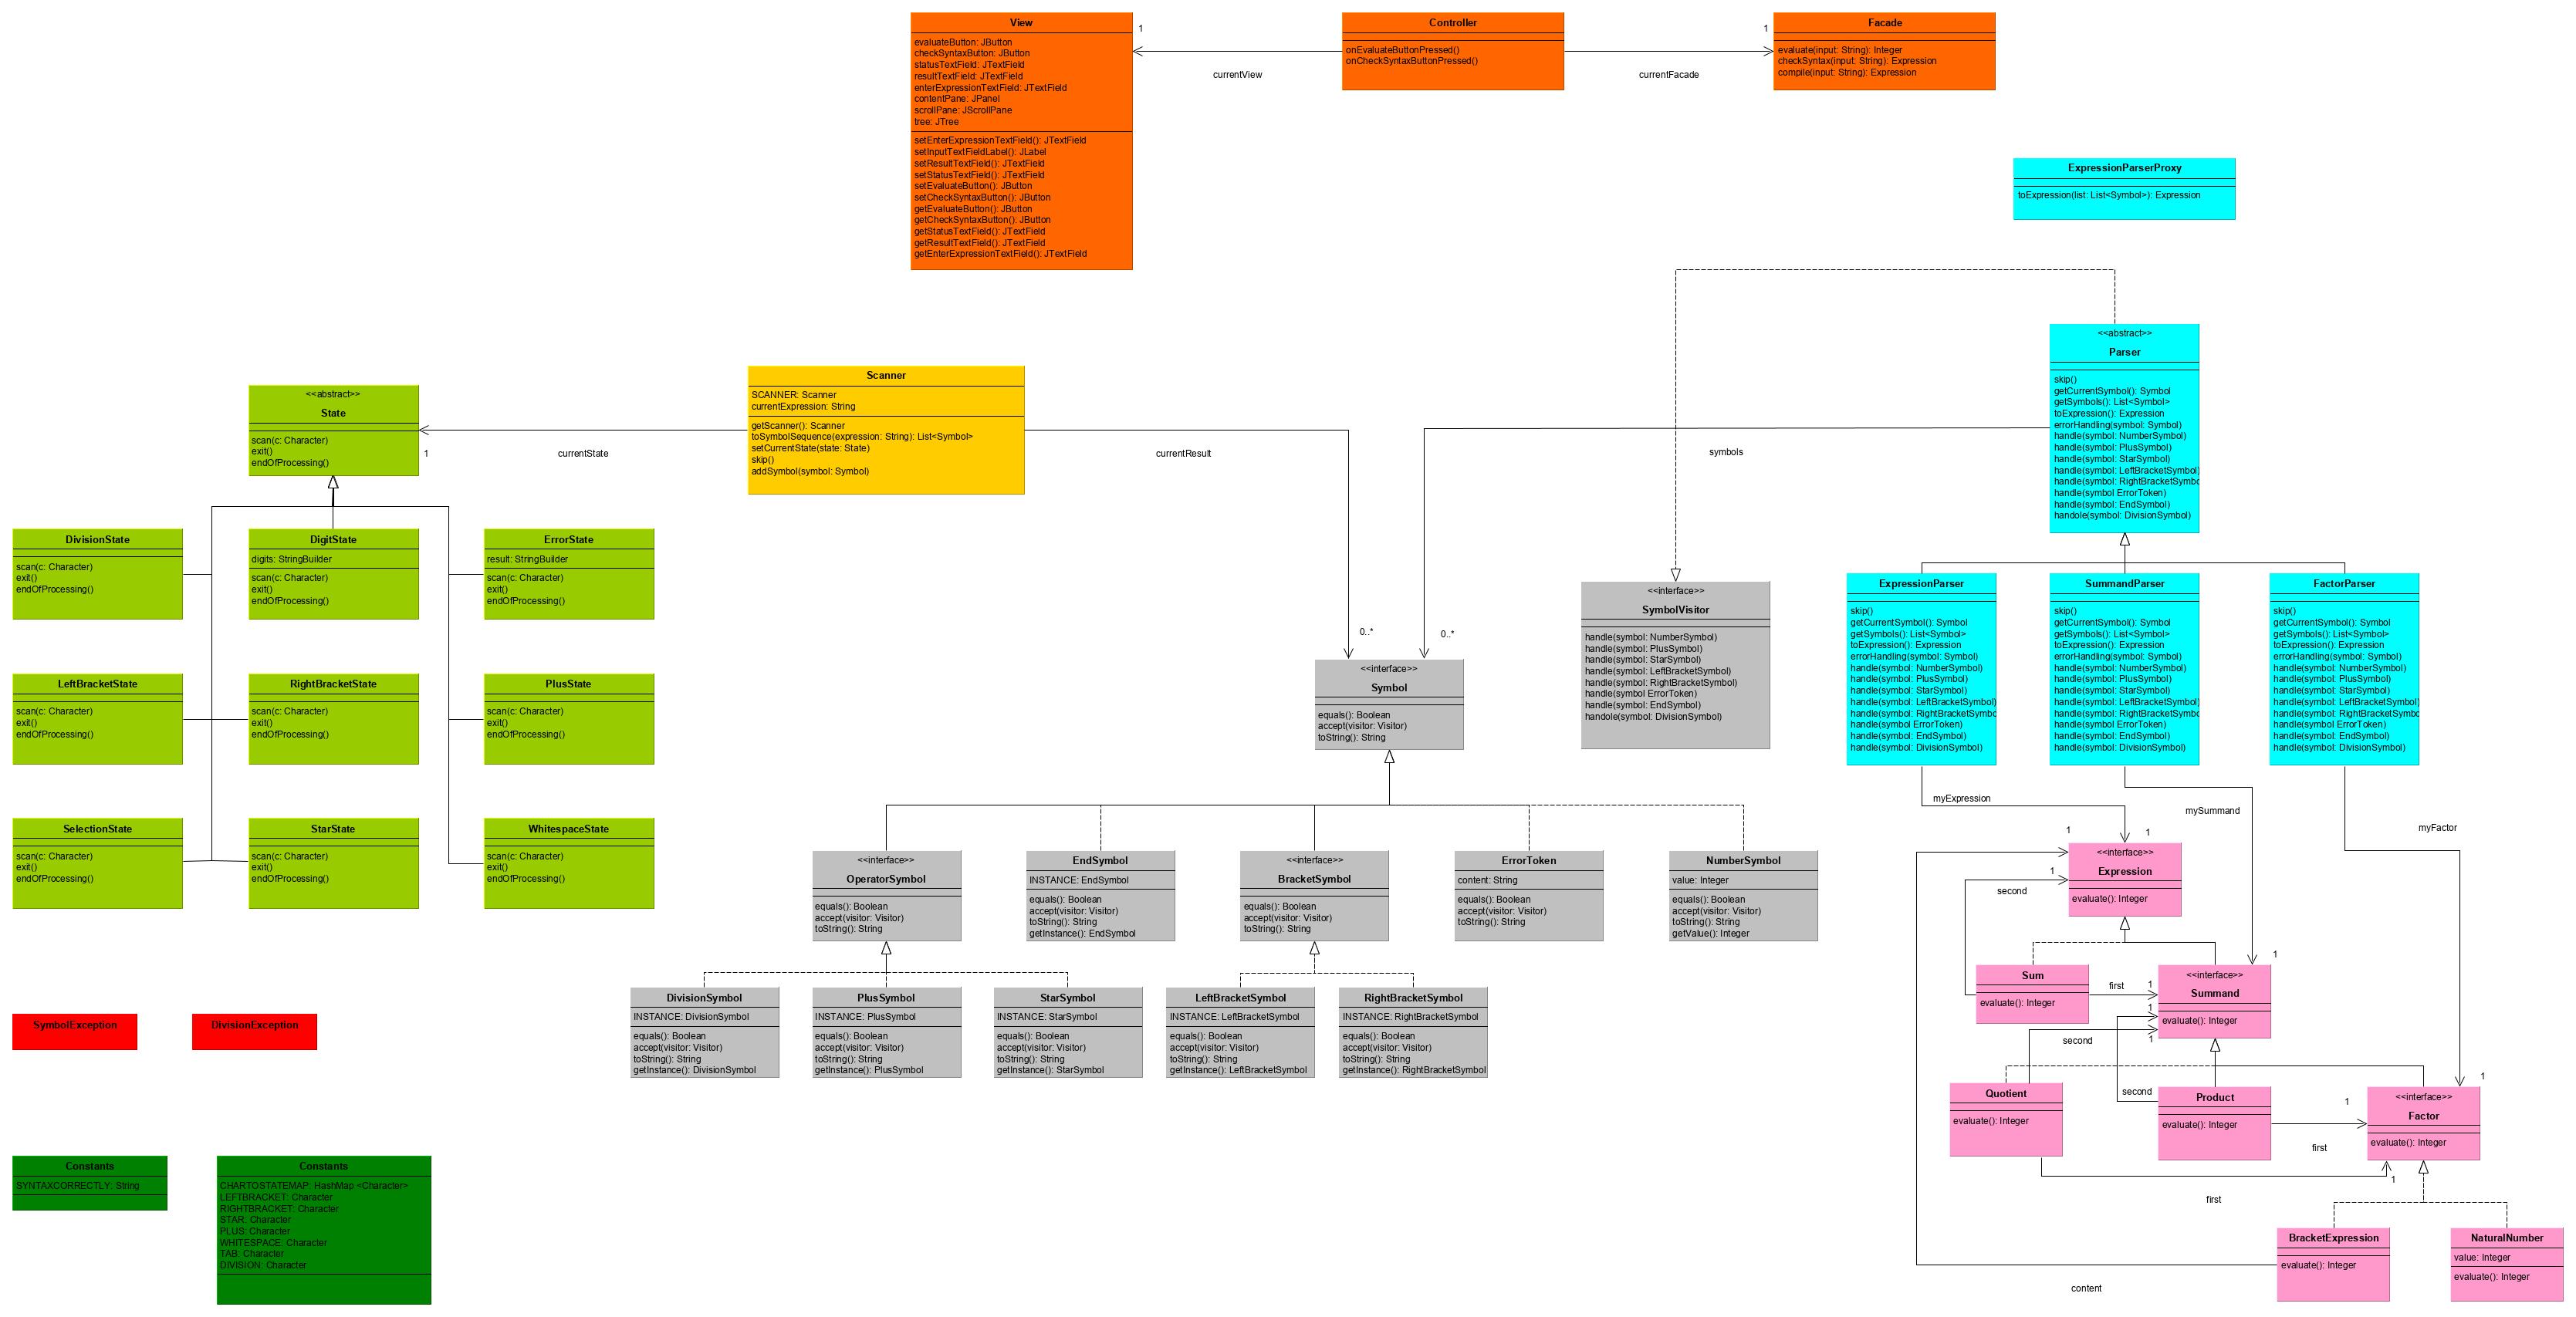 View
evaluateButton: JButton
checkSyntaxButton: JButton
statusTextField: JTextField
resultTextField: JTextField
enterExpressionTextField: JTextField
contentPane: JPanel
scrollPane: JScrollPane
tree: JTree
setEnterExpressionTextField(): JTextField
setInputTextFieldLabel(): JLabel
setResultTextField(): JTextField
setStatusTextField(): JTextField
setEvaluateButton(): JButton
setCheckSyntaxButton(): JButton
getEvaluateButton(): JButton
getCheckSyntaxButton(): JButton
getStatusTextField(): JTextField
getResultTextField(): JTextField
getEnterExpressionTextField(): JTextField
1
currentView
Controller
onEvaluateButtonPressed()
onCheckSyntaxButtonPressed()
1
currentFacade
Facade
evaluate(input: String): Integer
checkSyntax(input: String): Expression
compile(input: String): Expression
ExpressionParserProxy
toExpression(list: List<Symbol>): Expression
<<abstract>>
Parser
skip()
getCurrentSymbol(): Symbol
getSymbols(): List<Symbol>
toExpression(): Expression
errorHandling(symbol: Symbol)
handle(symbol: NumberSymbol)
handle(symbol: PlusSymbol)
handle(symbol: StarSymbol)
handle(symbol: LeftBracketSymbol)
handle(symbol: RightBracketSymbo
handle(symbol ErrorToken)
handle(symbol: EndSymbol)
handole(symbol: DivisionSymbol)
<<abstract>>
State
scan(c: Character)
exit()
endOfProcessing()
1
currentState
Scanner
SCANNER: Scanner
currentExpression: String
getScanner(): Scanner
toSymbolSequence(expression: String): List<Symbol>
setCurrentState(state: State)
skip()
addSymbol(symbol: Symbol)
currentResult
symbols
0..*
0..*
DivisionState
scan(c: Character)
exit()
endOfProcessing()
DigitState
digits: StringBuilder
scan(c: Character)
exit()
endOfProcessing()
ErrorState
result: StringBuilder
scan(c: Character)
exit()
endOfProcessing()
LeftBracketState
scan(c: Character)
exit()
endOfProcessing()
RightBracketState
scan(c: Character)
exit()
endOfProcessing()
PlusState
scan(c: Character)
exit()
endOfProcessing()
SelectionState
scan(c: Character)
exit()
endOfProcessing()
StarState
scan(c: Character)
exit()
endOfProcessing()
WhitespaceState
scan(c: Character)
exit()
endOfProcessing()
<<interface>>
Symbol
equals(): Boolean
accept(visitor: Visitor)
toString(): String
<<interface>>
SymbolVisitor
handle(symbol: NumberSymbol)
handle(symbol: PlusSymbol)
handle(symbol: StarSymbol)
handle(symbol: LeftBracketSymbol)
handle(symbol: RightBracketSymbol)
handle(symbol ErrorToken)
handle(symbol: EndSymbol)
handole(symbol: DivisionSymbol)
ExpressionParser
skip()
getCurrentSymbol(): Symbol
getSymbols(): List<Symbol>
toExpression(): Expression
errorHandling(symbol: Symbol)
handle(symbol: NumberSymbol)
handle(symbol: PlusSymbol)
handle(symbol: StarSymbol)
handle(symbol: LeftBracketSymbol)
handle(symbol: RightBracketSymbo
handle(symbol ErrorToken)
handle(symbol: EndSymbol)
handle(symbol: DivisionSymbol)
SummandParser
skip()
getCurrentSymbol(): Symbol
getSymbols(): List<Symbol>
toExpression(): Expression
errorHandling(symbol: Symbol)
handle(symbol: NumberSymbol)
handle(symbol: PlusSymbol)
handle(symbol: StarSymbol)
handle(symbol: LeftBracketSymbol)
handle(symbol: RightBracketSymbo
handle(symbol ErrorToken)
handle(symbol: EndSymbol)
handle(symbol: DivisionSymbol)
FactorParser
skip()
getCurrentSymbol(): Symbol
getSymbols(): List<Symbol>
toExpression(): Expression
errorHandling(symbol: Symbol)
handle(symbol: NumberSymbol)
handle(symbol: PlusSymbol)
handle(symbol: StarSymbol)
handle(symbol: LeftBracketSymbol)
handle(symbol: RightBracketSymbo
handle(symbol ErrorToken)
handle(symbol: EndSymbol)
handle(symbol: DivisionSymbol)
<<interface>>
OperatorSymbol
equals(): Boolean
accept(visitor: Visitor)
toString(): String
EndSymbol
INSTANCE: EndSymbol
equals(): Boolean
accept(visitor: Visitor)
toString(): String
getInstance(): EndSymbol
<<interface>>
BracketSymbol
equals(): Boolean
accept(visitor: Visitor)
toString(): String
ErrorToken
content: String
equals(): Boolean
accept(visitor: Visitor)
toString(): String
NumberSymbol
value: Integer
equals(): Boolean
accept(visitor: Visitor)
toString(): String
getValue(): Integer
DivisionSymbol
INSTANCE: DivisionSymbol
equals(): Boolean
accept(visitor: Visitor)
toString(): String
getInstance(): DivisionSymbol
PlusSymbol
INSTANCE: PlusSymbol
equals(): Boolean
accept(visitor: Visitor)
toString(): String
getInstance(): PlusSymbol
StarSymbol
INSTANCE: StarSymbol
equals(): Boolean
accept(visitor: Visitor)
toString(): String
getInstance(): StarSymbol
LeftBracketSymbol
INSTANCE: LeftBracketSymbol
equals(): Boolean
accept(visitor: Visitor)
toString(): String
getInstance(): LeftBracketSymbol
RightBracketSymbol
INSTANCE: RightBracketSymbol
equals(): Boolean
accept(visitor: Visitor)
toString(): String
getInstance(): RightBracketSymbol
myExpression
mySummand
myFactor
1
1
1
second
<<interface>>
Expression
evaluate(): Integer
Sum
evaluate(): Integer
first
1
1
1
1
<<interface>>
Summand
evaluate(): Integer
second
Quotient
evaluate(): Integer
second
Product
evaluate(): Integer
first
1
1
<<interface>>
Factor
evaluate(): Integer
1
first
BracketExpression
evaluate(): Integer
content
NaturalNumber
value: Integer
evaluate(): Integer
SymbolException
DivisionException
Constants
SYNTAXCORRECTLY: String
Constants
CHARTOSTATEMAP: HashMap <Character>
LEFTBRACKET: Character
RIGHTBRACKET: Character
STAR: Character
PLUS: Character
WHITESPACE: Character
TAB: Character
DIVISION: Character